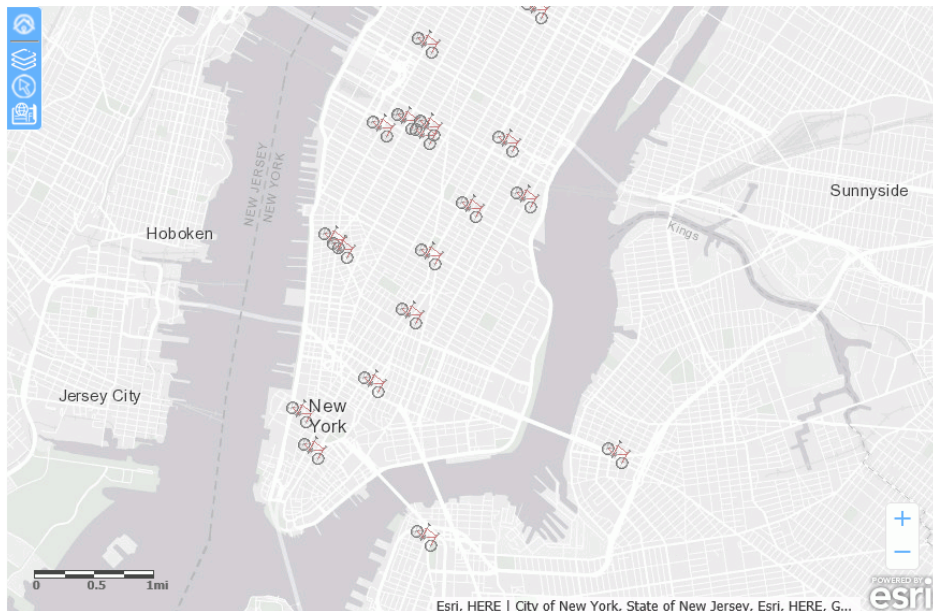 NEW JERSEY
NEW YORK
Sunnyside
Hoboken
Kings
Jersey City
New
York
+
−
0 0.5 1mi
POWERED BY
esri
Esri, HERE | City of New York, State of New Jersey, Esri, HERE, G...